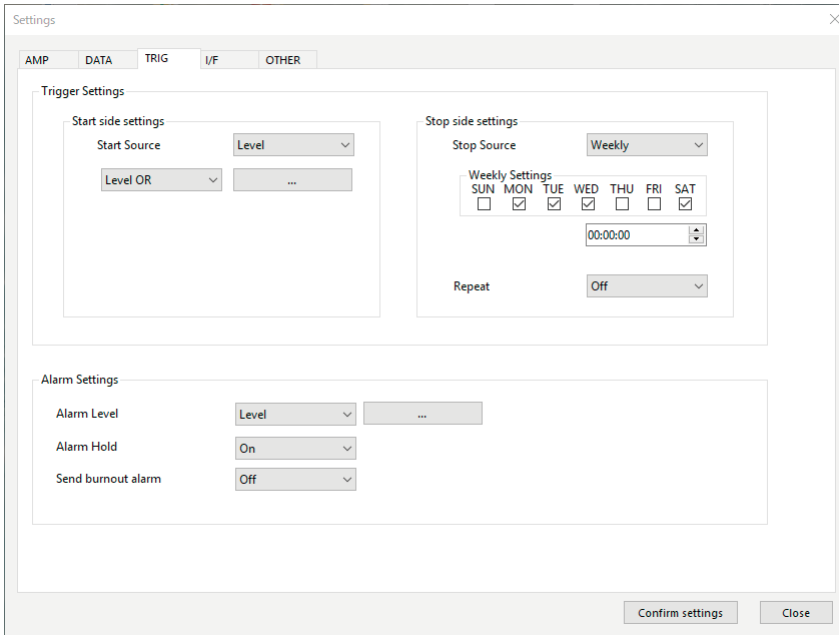 Settings
AMP DATA TRIG I/F OTHER
Trigger Settings
Start side settings
Start Source Level
Level OR ...
Stop side settings
Stop Source Weekly
Weekly Settings
SUN MON TUE WED THU FRI SAT
00:00:00
Repeat Off
Alarm Settings
Alarm Level Level ...
Alarm Hold On
Send burnout alarm Off
Confirm settings Close